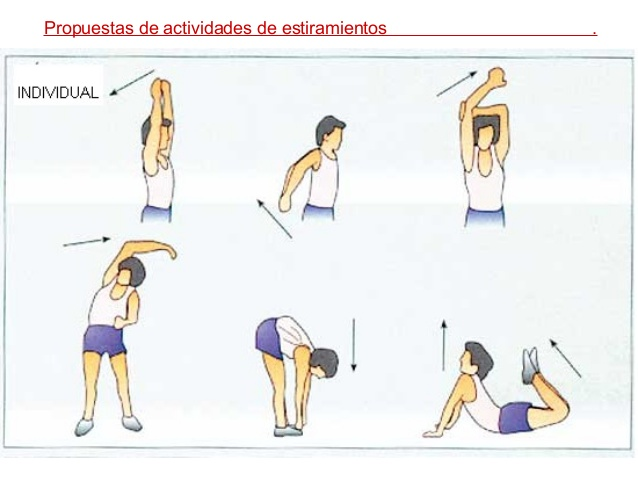 Propuestas de actividades de estiramientos .
INDIVIDUAL